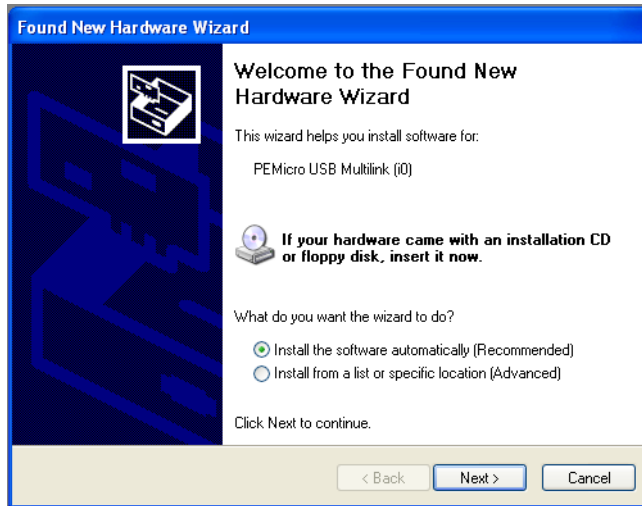 Found New Hardware Wizard
Welcome to the Found New
Hardware Wizard
This wizard helps you install software for:
PEMicro USB Multilink (i0)
If your hardware came with an installation CD
or floppy disk, insert it now.
What do you want the wizard to do?
Install the software automatically (Recommended)
Install from a list or specific location (Advanced)
Click Next to continue.
< Back Next > Cancel